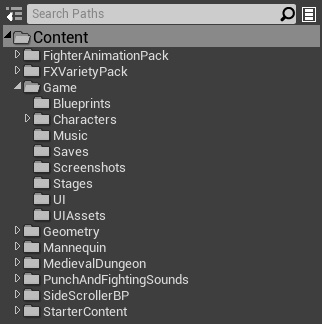 Search Paths
Content
FighterAnimationPack
FXVarietyPack
Game
Blueprints
Characters
Music
Saves
Screenshots
Stages
UI
UIAssets
Geometry
Mannequin
MedievalDungeon
PunchAndFightingSounds
SideScrollerBP
StarterContent